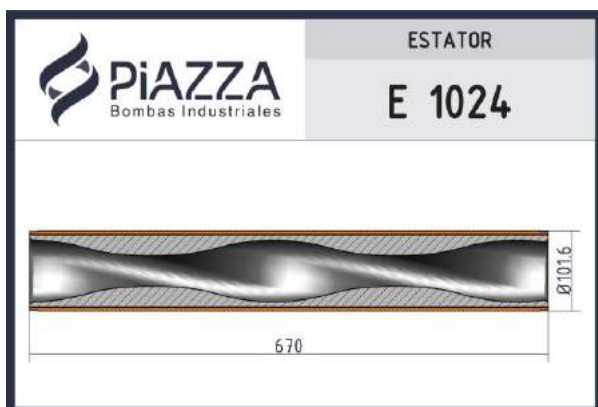 PiAZZA
Bombas Industriales
ESTATOR
E 1024
Ø101.6
670